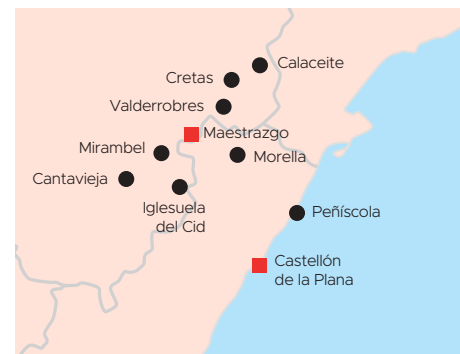 Calaceite
Cretas
Valderrobres
Maestrazgo
Mirambel
Morella
Cantavieja
Iglesuela
del Cid
Peñíscola
Castellón
de la Plana